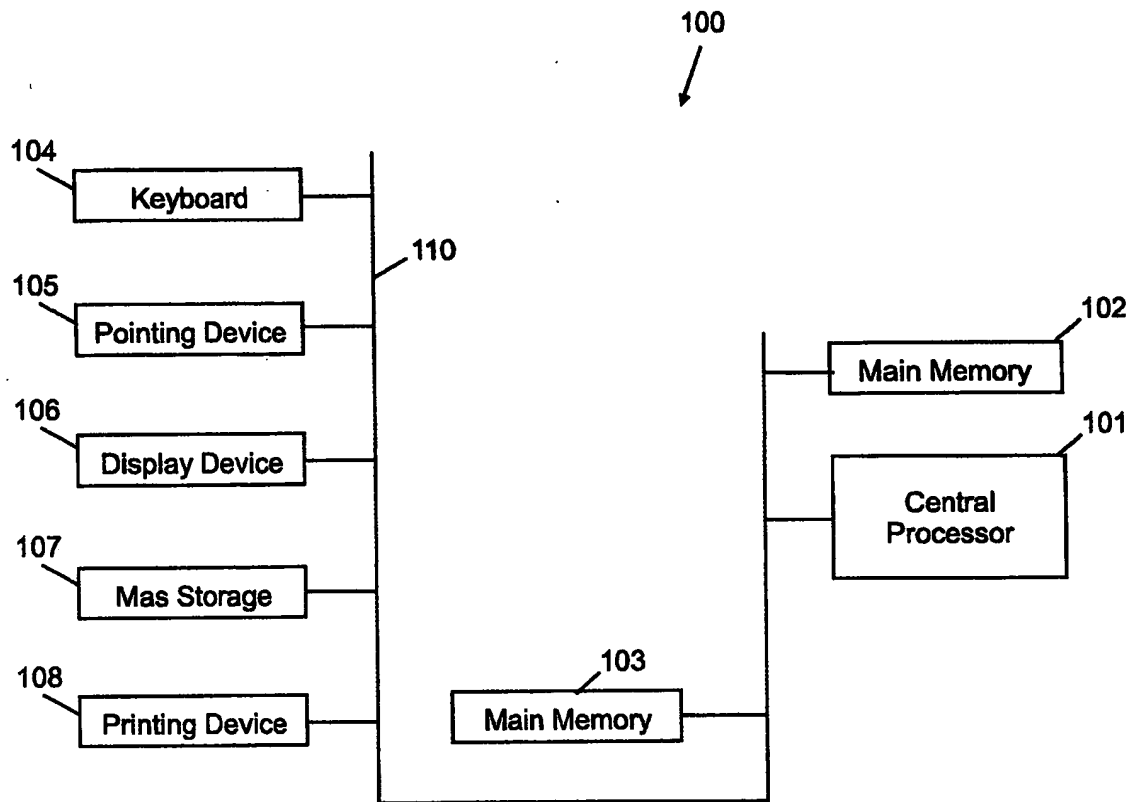 100
104
Keyboard
110
105
Pointing Device
102
Main Memory
106
Display Device
101
Central
Processor
107
Mas Storage
103
Main Memory
108
Printing Device